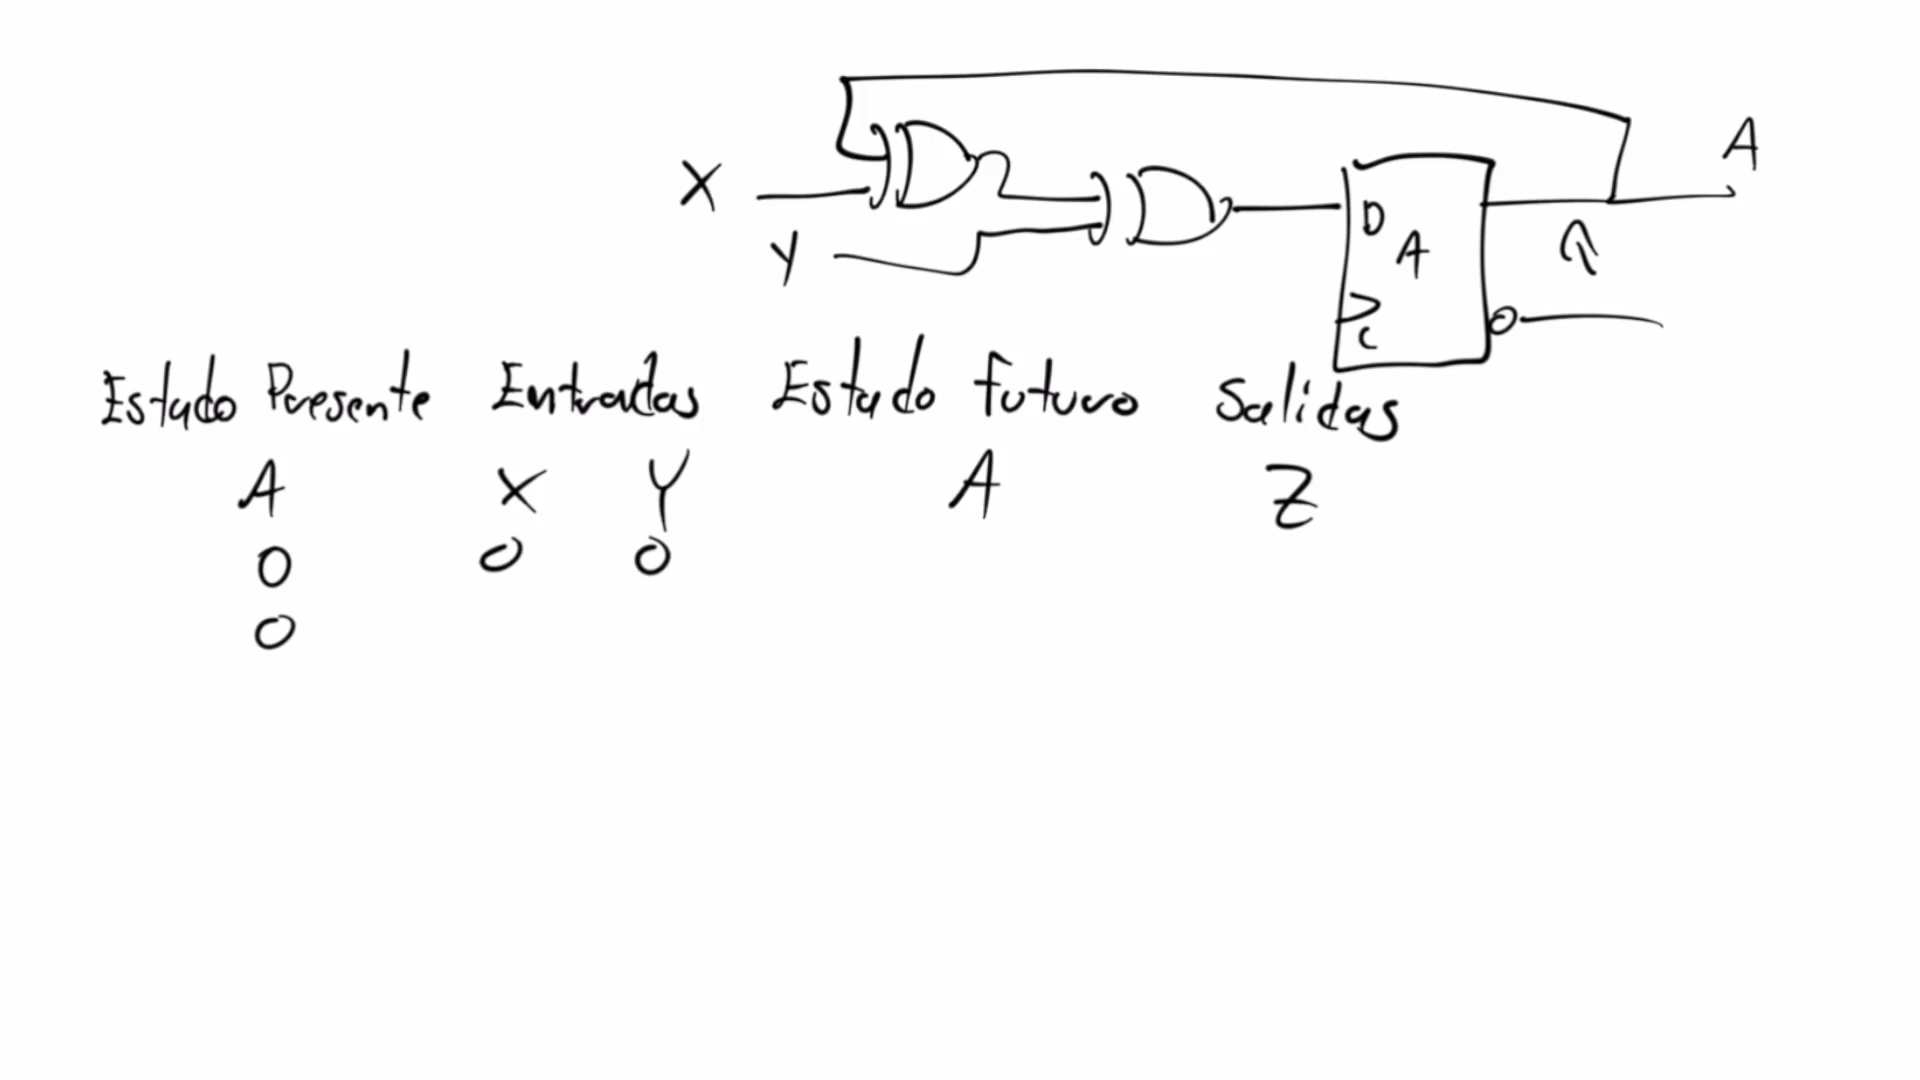 A
X
D
Y
A
Q
C
Estado Presente Entradas Estado futuro Salidas
A X Y A Z
0 0 0
0